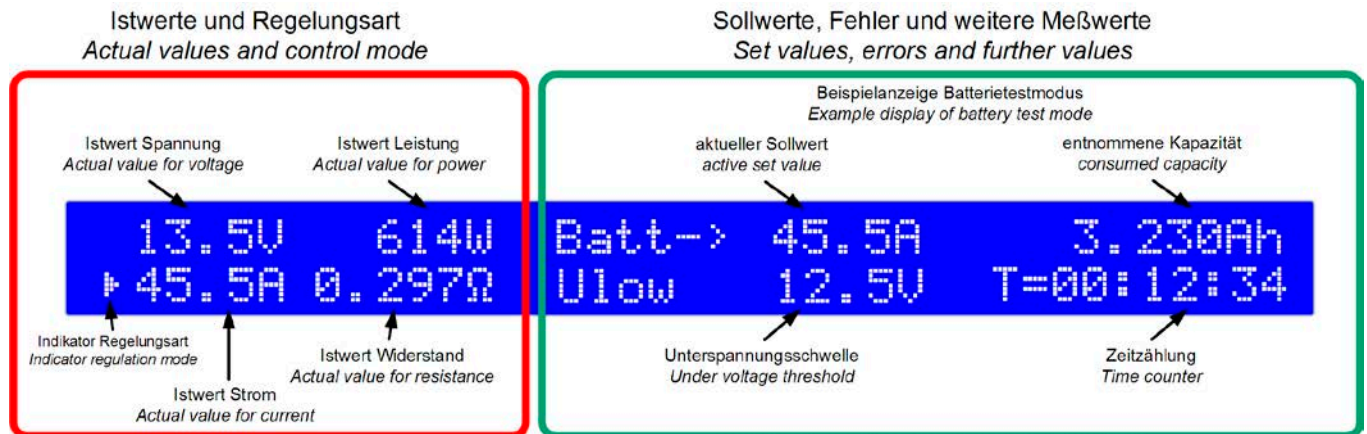 Istwerte und Regelungsart
Actual values and control mode
Sollwerte, Fehler und weitere Meßwerte
Set values, errors and further values
Beispielanzeige Batterietestmodus
Example display of battery test mode
Istwert Spannung
Actual value for voltage
Istwert Leistung
Actual value for power
aktueller Sollwert
active set value
entnommene Kapazität
consumed capacity
13.5V 614W Batt-> 45.5A 3.230Ah
45.5A 0.297Ω Ulow 12.5V T=00:12:34
Indikator Regelungsart
Indicator regulation mode
Istwert Strom
Actual value for current
Istwert Widerstand
Actual value for resistance
Unterspannungsschwelle
Under voltage threshold
Zeitzählung
Time counter